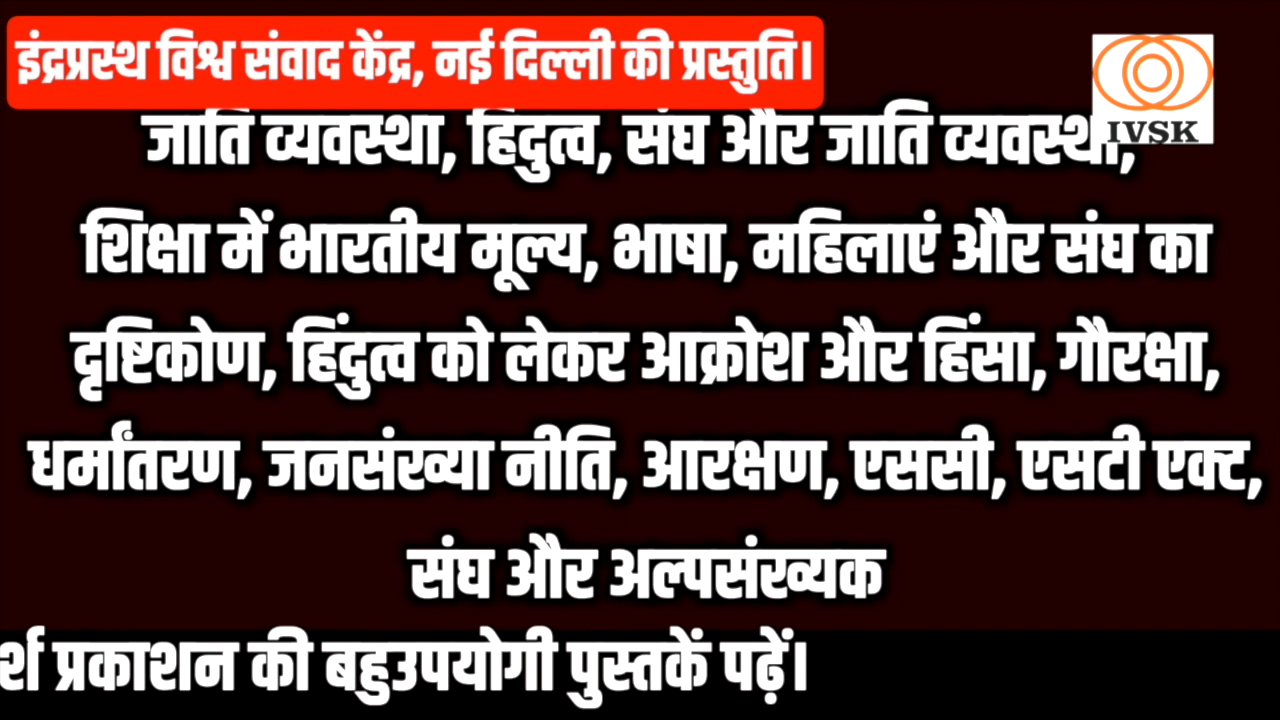 इंद्रप्रस्थ विश्व संवाद केंद्र, नई दिल्ली की प्रस्तुति।
IVSK
जाति व्यवस्था, हिंदुत्व, संघ और जाति व्यवस्था,
शिक्षा में भारतीय मूल्य, भाषा, महिलाएं और संघ का
दृष्टिकोण, हिंदुत्व को लेकर आक्रोश और हिंसा, गौरक्षा,
धर्मांतरण, जनसंख्या नीति, आरक्षण, एससी, एसटी एक्ट,
संघ और अल्पसंख्यक
र्श प्रकाशन की बहुउपयोगी पुस्तकें पढ़ें।